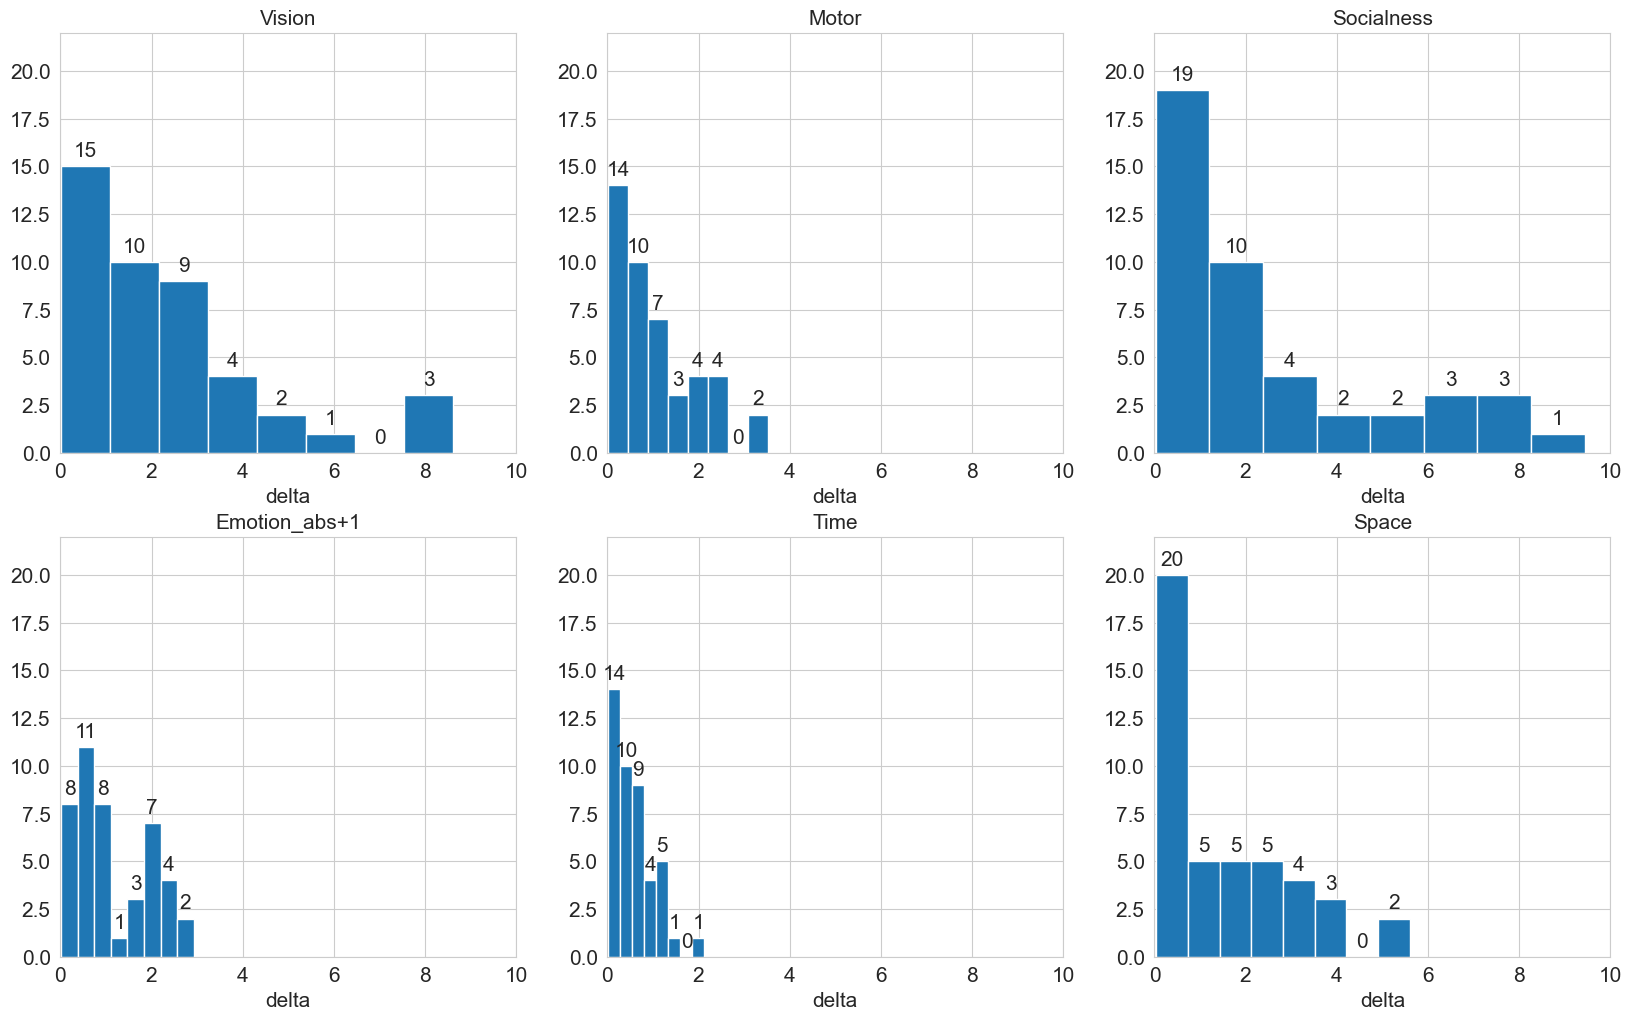 Vision Motor Socialness
20.0 20.0 20.0
19
17.5 17.5 17.5
15
15.0 15.0 15.0
14
12.5 12.5 12.5
10 10 10
10.0 10.0 10.0
9
7.5 7 7.5 7.5
5.0 5.0 5.0
4 4 4 4
3 3 3 3
2.5 2 2.5 2 2.5 2 2
1 1
0 0
0.0 0.0 0.0
0 2 4 6 8 10 0 2 4 6 8 10 0 2 4 6 8 10
delta delta delta
Emotion_abs+1 Time Space
20
20.0 20.0 20.0
17.5 17.5 17.5
15.0 15.0 15.0
14
12.5 12.5 12.5
11
10
10.0 10.0 10.0
9
8 8
7.5 7 7.5 7.5
5 5 5 5
5.0 5.0 5.0
4 4 4
3 3
2.5 2 2.5 2.5 2
1 1 1
0 0
0.0 0.0 0.0
0 2 4 6 8 10 0 2 4 6 8 10 0 2 4 6 8 10
delta delta delta